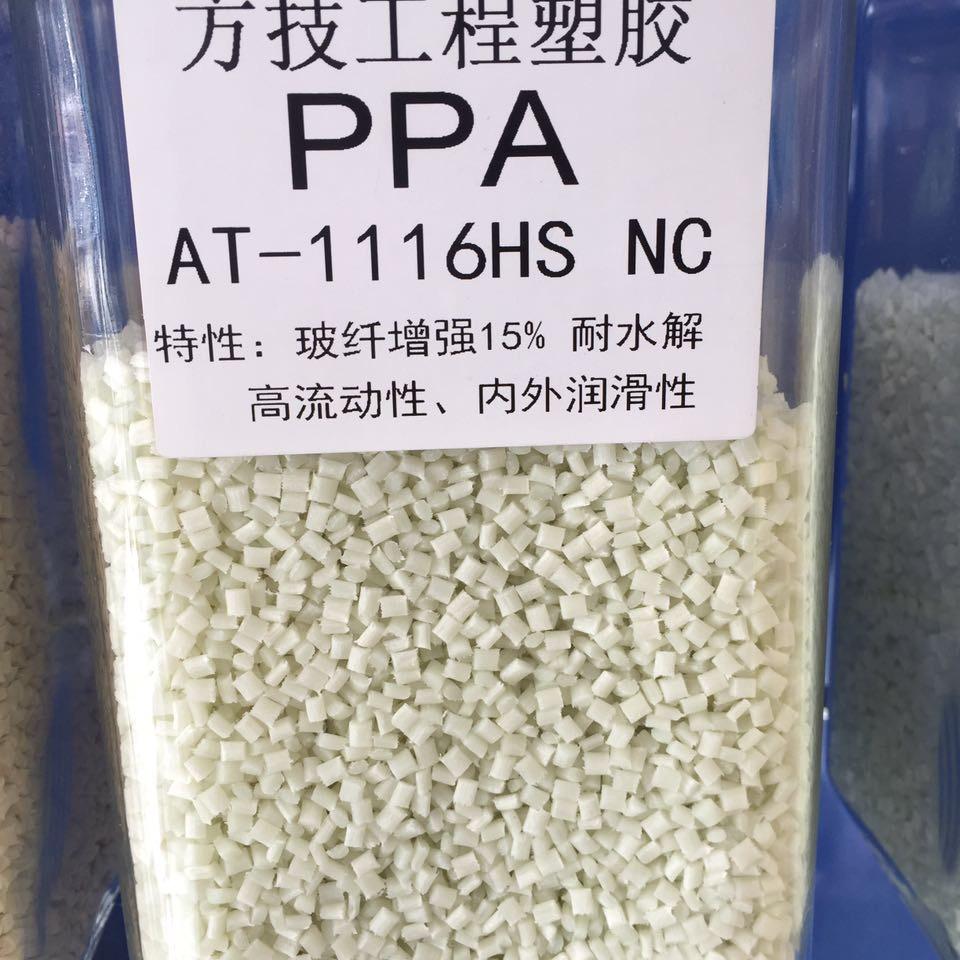 方技工程塑胶
PPA
AT-1116HS NC
特性：玻纤增强15% 耐水解
高流动性、内外润滑性